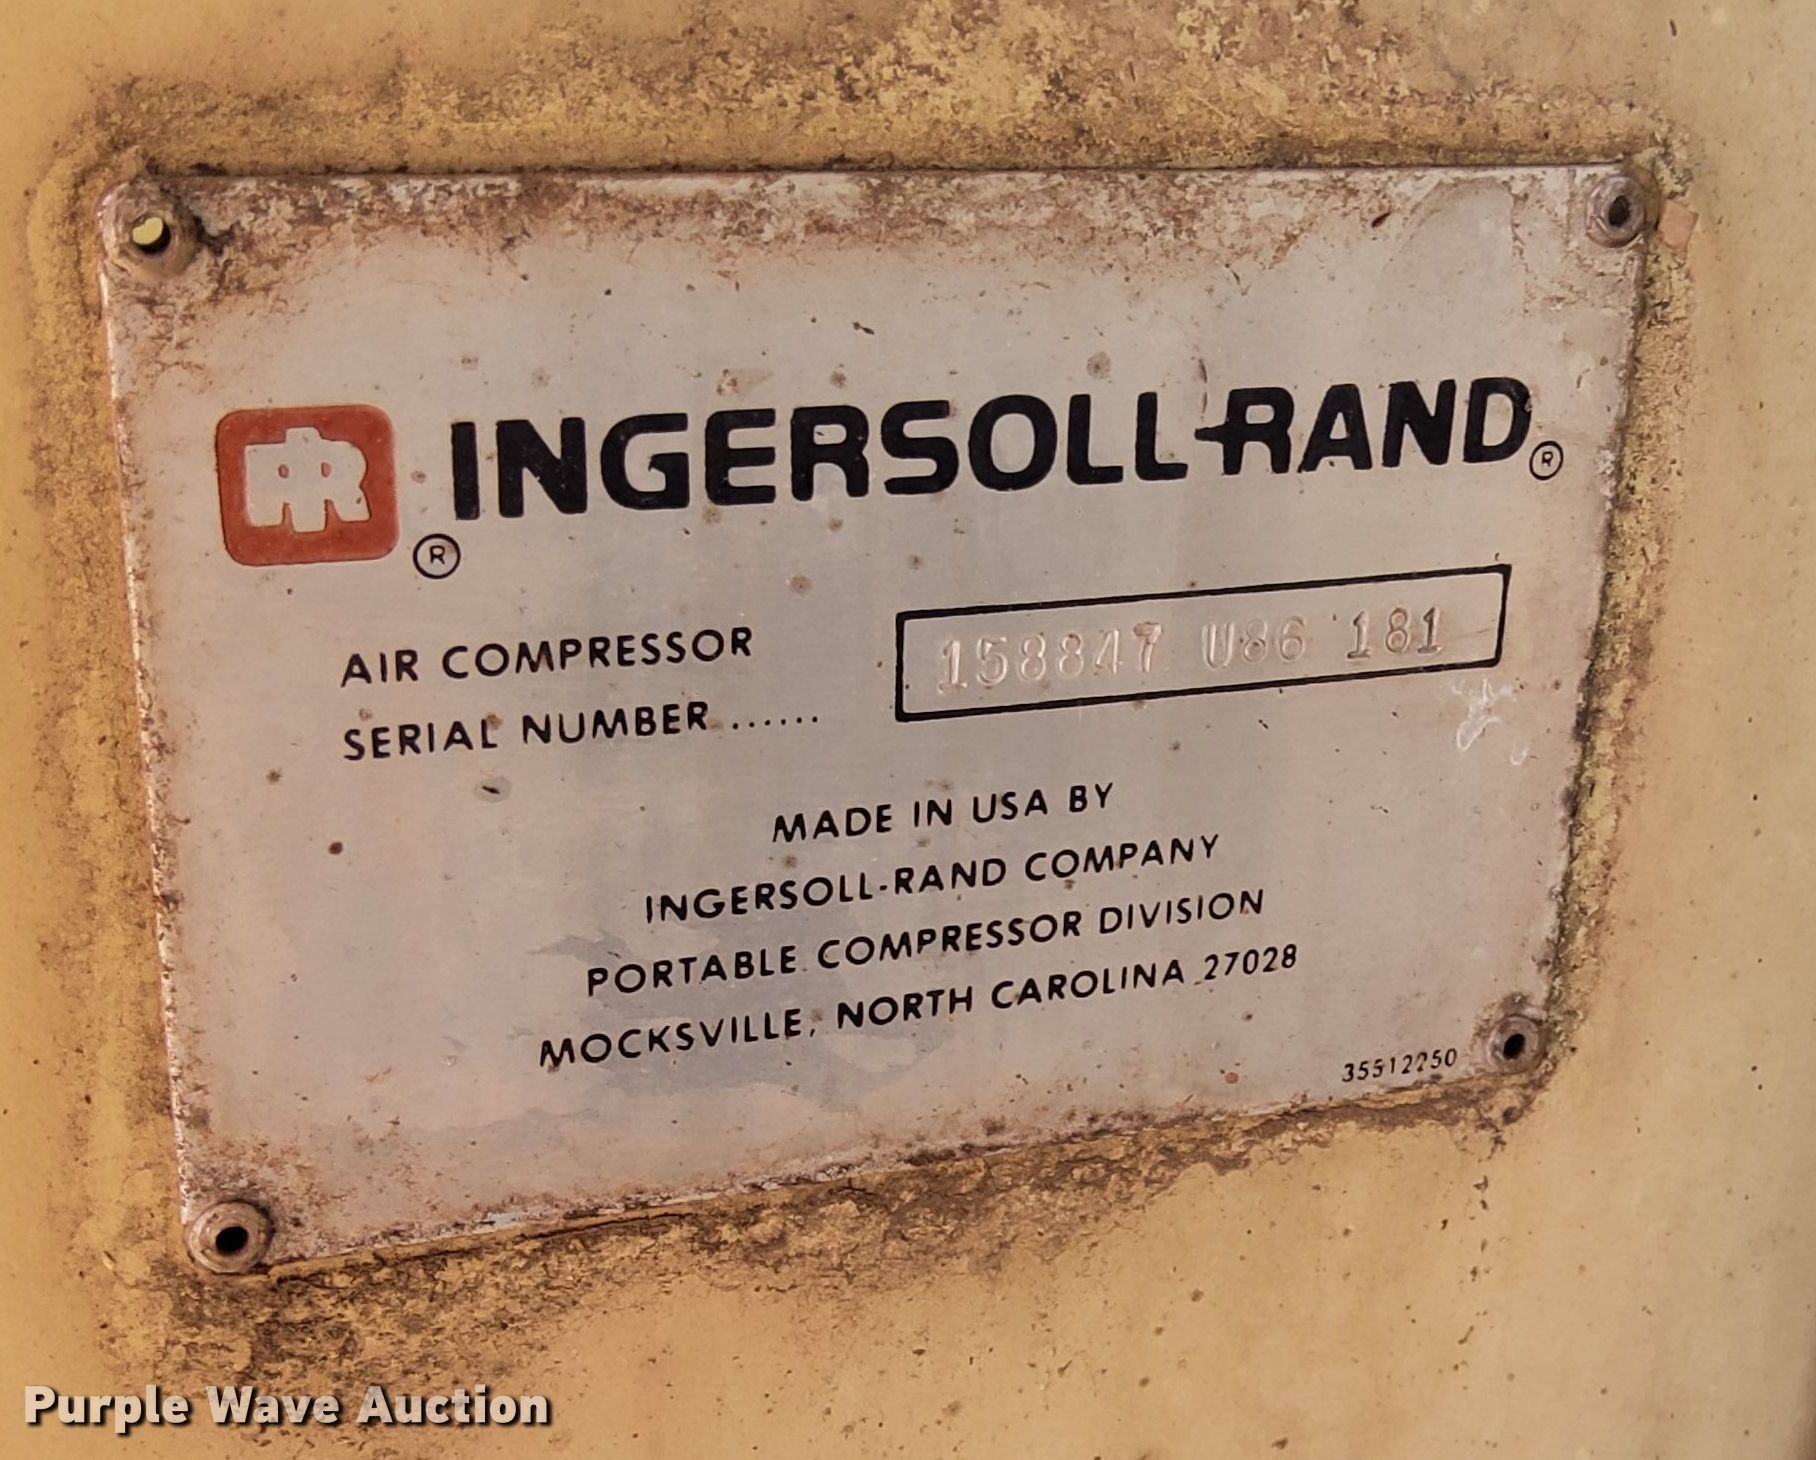 IR
® INGERSOLL-RAND®
AIR COMPRESSOR
SERIAL NUMBER ......
158847 U86 181
MADE IN USA BY
INGERSOLL-RAND COMPANY
PORTABLE COMPRESSOR DIVISION
MOCKSVILLE, NORTH CAROLINA 27028
35512250
Purple Wave Auction